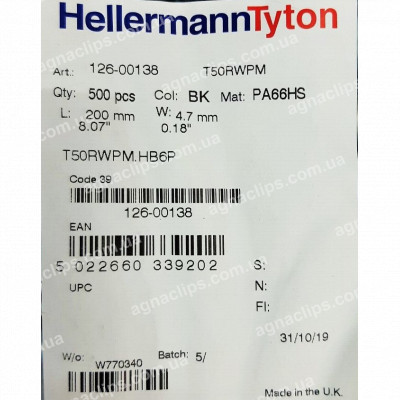 HellermannTyton
Art.: 126-00138 T50RWPM
Qty: 500 pcs Col: BK Mat: PA66HS
L: 200 mm W: 4.7 mm
8.07" 0.18"
T50RWPM.HB6P
Code 39
126-00138
EAN
5 022660 339202 S:
UPC N:
FI:
31/10/19
W/o: W770340 Batch: 5/
Made in the U.K.
agnaclips.com.ua